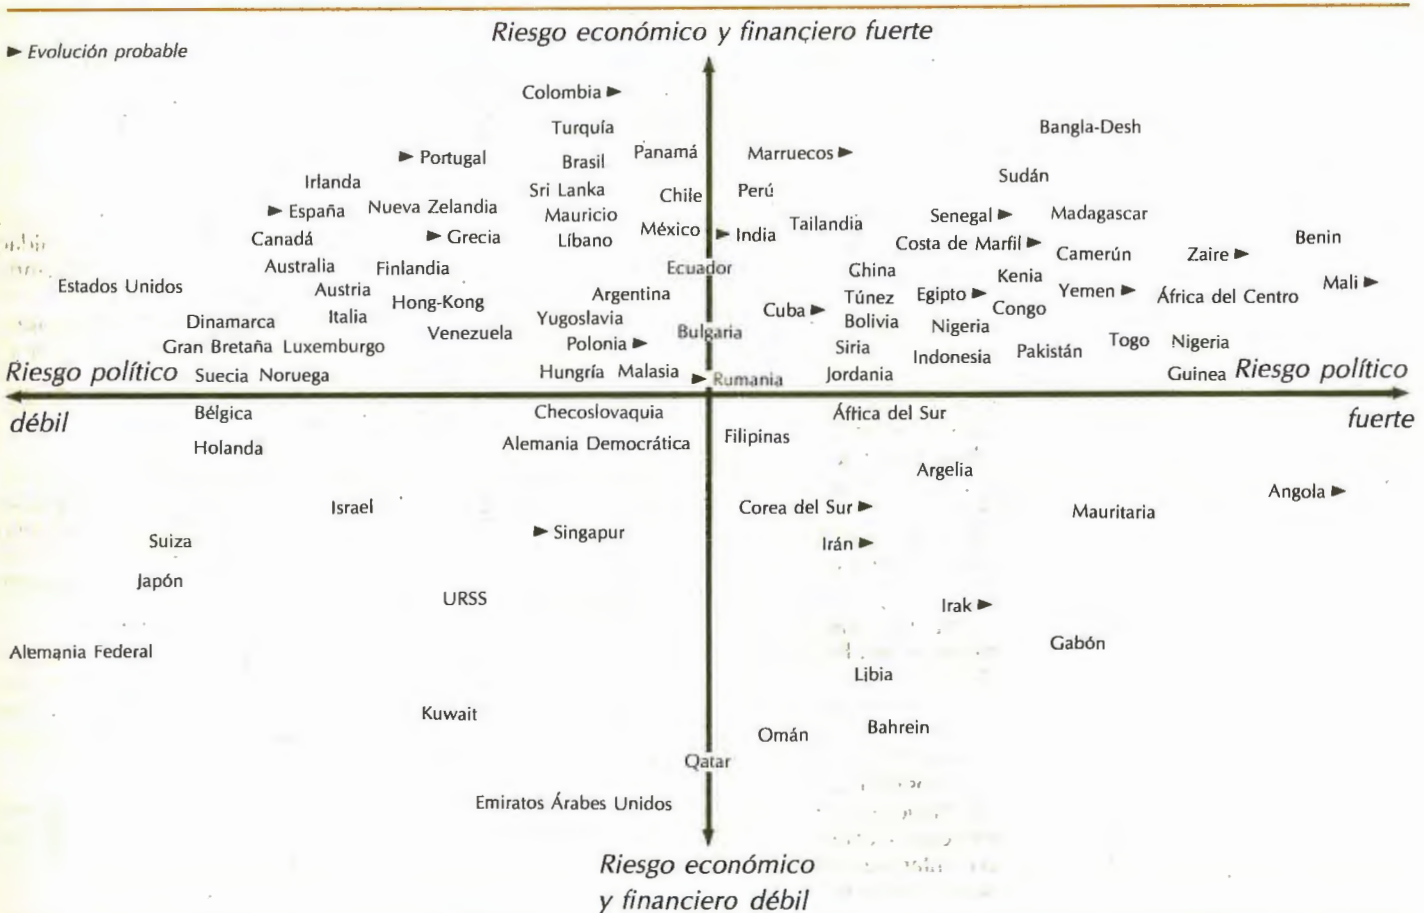 Riesgo económico y financiero fuerte
► Evolución probable
Colombia ►
Turquía
Bangla-Desh
► Portugal
Brasil
Panamá
Marruecos ►
Irlanda
Sri Lanka
Chile
Perú
Sudán
► España
Nueva Zelandia
Mauricio
Tailandia
Senegal ►
Madagascar
Canadá
► Grecia
Líbano
México
► India
Costa de Marfil ►
Camerún
Zaire ►
Benin
Australia
Finlandia
Ecuador
China
Kenia
Estados Unidos
Austria
Hong-Kong
Argentina
Túnez
Egipto ►
Yemen ►
África del Centro
Mali ►
Dinamarca
Italia
Venezuela
Yugoslavia
Bulgaria
Cuba ►
Bolivia
Nigeria
Congo
Gran Bretaña
Luxemburgo
Polonia ►
Siria
Indonesia
Pakistán
Togo
Nigeria
Riesgo político
Suecia
Noruega
Hungría
Malasia
► Rumania
Jordania
Guinea
Riesgo político
débil
Bélgica
Checoslovaquia
África del Sur
fuerte
Holanda
Alemania Democrática
Filipinas
Argelia
Israel
Corea del Sur ►
Mauritaria
Angola ►
Suiza
► Singapur
Irán ►
Japón
URSS
Irak ►
Alemania Federal
Gabón
Libia
Kuwait
Omán
Bahrein
Qatar
Emiratos Árabes Unidos
Riesgo económico
y financiero débil